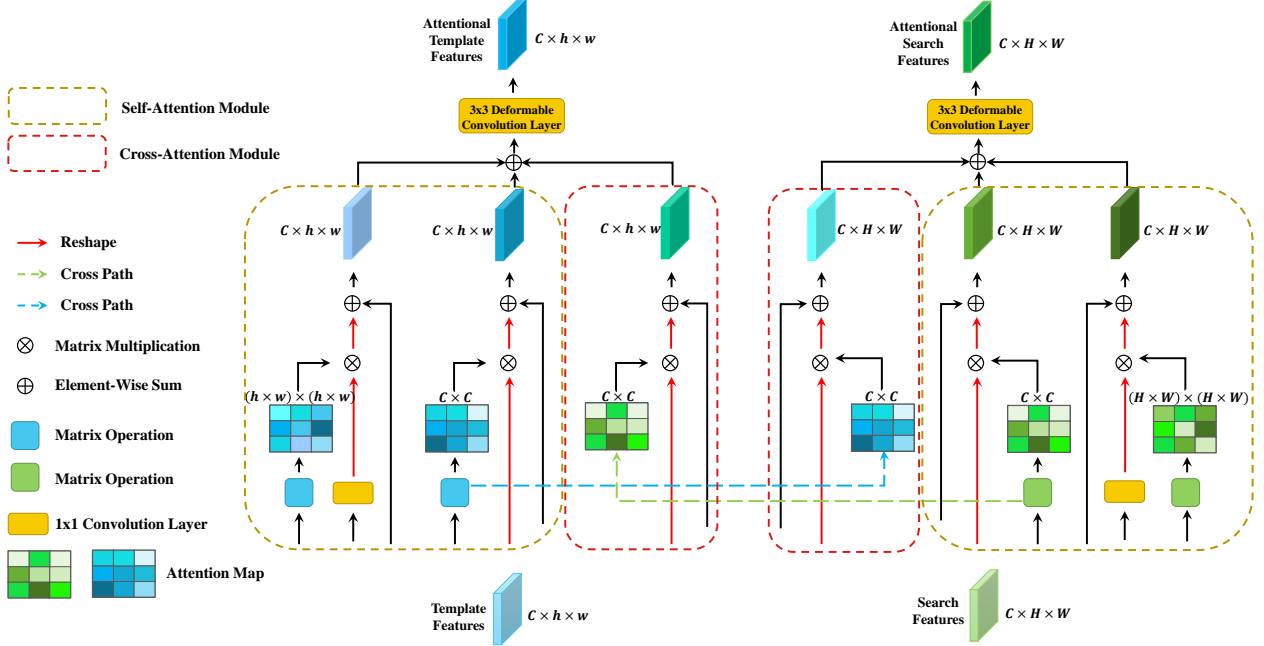 Attentional
Template
Features
C × h × w
Attentional
Search
Features
C × H × W
3x3 Deformable
Convolution Layer
3x3 Deformable
Convolution Layer
Self-Attention Module
Cross-Attention Module
C × h × w
C × h × w
C × h × w
C × H × W
C × H × W
C × H × W
Reshape
Cross Path
Cross Path
Matrix Multiplication
Element-Wise Sum
Matrix Operation
Matrix Operation
1x1 Convolution Layer
Attention Map
(h × w) × (h × w)
C × C
C × C
C × C
C × C
(H × W) × (H × W)
Template
Features
C × h × w
Search
Features
C × H × W